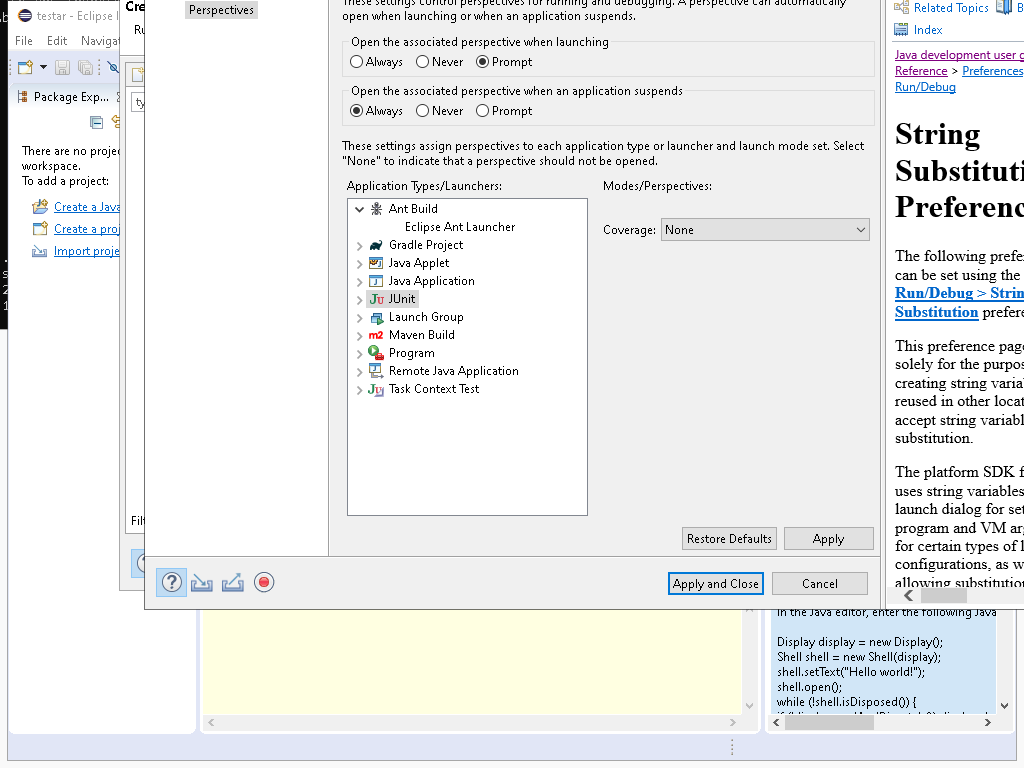 testar - Eclipse I
File Edit Navigat
Package Exp...
There are no projec
workspace.
To add a project:
Create a Java
Create a proj
Import proje
Cre
Ru
ty
Filt
Perspectives
These settings control perspectives for running and debugging. A perspective can automatically
open when launching or when an application suspends.
Open the associated perspective when launching
Always Never Prompt
Open the associated perspective when an application suspends
Always Never Prompt
These settings assign perspectives to each application type or launcher and launch mode set. Select
"None" to indicate that a perspective should not be opened.
Application Types/Launchers:
Modes/Perspectives:
Ant Build
Eclipse Ant Launcher
Gradle Project
Java Applet
Java Application
JUnit
Launch Group
Maven Build
Program
Remote Java Application
Task Context Test
Coverage: None
Restore Defaults Apply
Apply and Close Cancel
Related Topics B
Index
Java development user g
Reference > Preferences
Run/Debug
String
Substituti
Preferenc
The following prefer
can be set using the
Run/Debug > Strin
Substitution prefere
This preference page
solely for the purpos
creating string variab
reused in other locat
accept string variabl
substitution.
The platform SDK f
uses string variables
launch dialog for set
program and VM arg
for certain types of l
configurations, as w
allowing substitution
In the Java editor, enter the following Java
Display display = new Display();
Shell shell = new Shell(display);
shell.setText("Hello world!");
shell.open();
while (!shell.isDisposed()) {